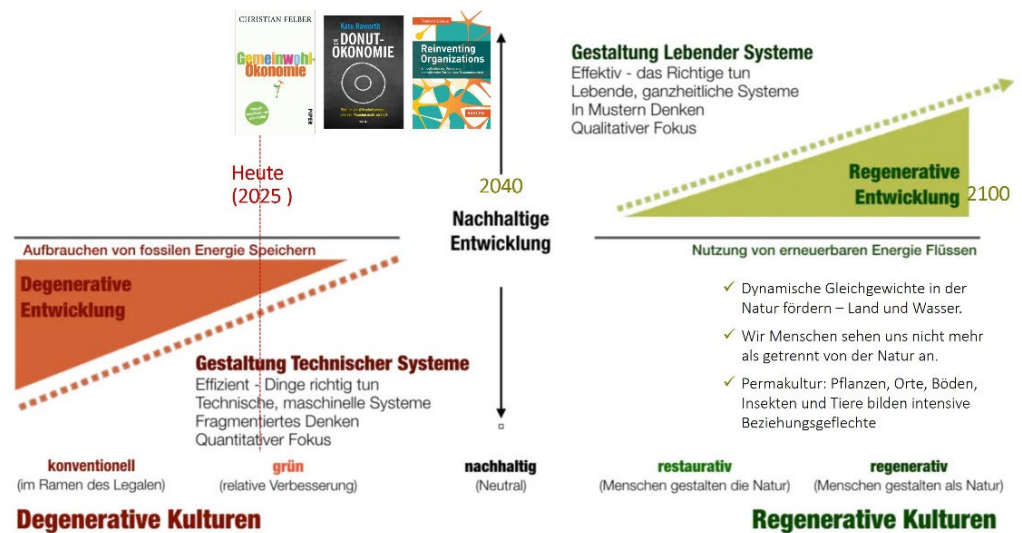 CHRISTIAN FELBER
Gemeinwohl-
Ökonomie
PIPER
Kate Raworth
DIE
DONUT-
ÖKONOMIE
Frederic Laloux
Reinventing
Organizations
VAHLEN
Heute
(2025 )
2040
Nachhaltige
Entwicklung
Gestaltung Lebender Systeme
Effektiv - das Richtige tun
Lebende, ganzheitliche Systeme
In Mustern Denken
Qualitativer Fokus
Regenerative
Entwicklung
2100
Aufbrauchen von fossilen Energie Speichern
Degenerative
Entwicklung
Gestaltung Technischer Systeme
Effizient - Dinge richtig tun
Technische, maschinelle Systeme
Fragmentiertes Denken
Quantitativer Fokus
Nutzung von erneuerbaren Energie Flüssen
✓ Dynamische Gleichgewichte in der
Natur fördern – Land und Wasser.
✓ Wir Menschen sehen uns nicht mehr
als getrennt von der Natur an.
✓ Permakultur: Pflanzen, Orte, Böden,
Insekten und Tiere bilden intensive
Beziehungsgeflechte
konventionell
(im Ramen des Legalen)
grün
(relative Verbesserung)
nachhaltig
(Neutral)
restaurativ
(Menschen gestalten die Natur)
regenerativ
(Menschen gestalten als Natur)
Degenerative Kulturen
Regenerative Kulturen